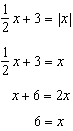 1/2 x + 3 = |x|
1/2 x + 3 = x
x + 6 = 2x
6 = x